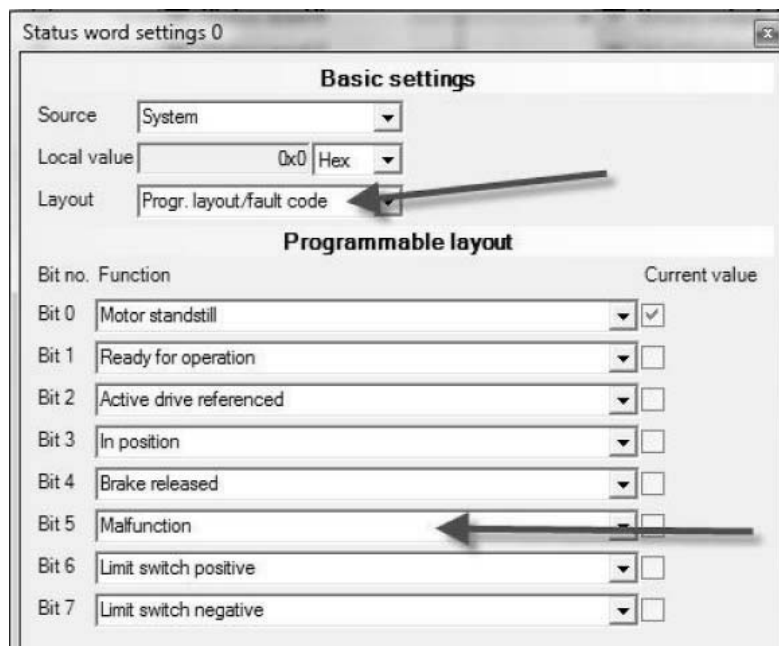 Status word settings 0
Basic settings
Source System
Local value 0x0 Hex
Layout Progr. layout/fault code
Programmable layout
Bit no. Function Current value
Bit 0 Motor standstill
Bit 1 Ready for operation
Bit 2 Active drive referenced
Bit 3 In position
Bit 4 Brake released
Bit 5 Malfunction
Bit 6 Limit switch positive
Bit 7 Limit switch negative